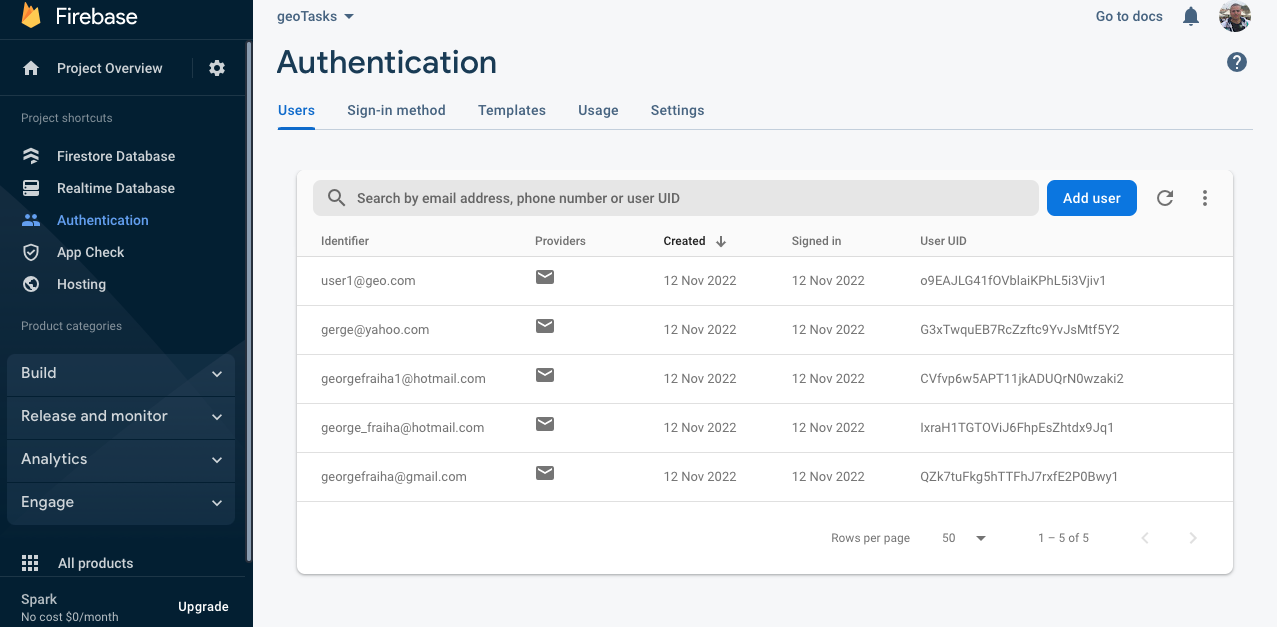 Firebase
geoTasks
Go to docs
Project Overview
Authentication
Users Sign-in method Templates Usage Settings
Project shortcuts
Firestore Database
Realtime Database
Authentication
App Check
Hosting
Product categories
Build
Release and monitor
Analytics
Engage
All products
Spark
No cost $0/month
Upgrade
Search by email address, phone number or user UID
Add user
Identifier Providers Created Signed in User UID
user1@geo.com 12 Nov 2022 12 Nov 2022 o9EAJLG41fOVblaiKPhL5i3Vjiv1
gerge@yahoo.com 12 Nov 2022 12 Nov 2022 G3xTwquEB7RcZzftc9YvJsMtf5Y2
georgefraiha1@hotmail.com 12 Nov 2022 12 Nov 2022 CVfvp6w5APT11jkADUQrN0wzaki2
george_fraiha@hotmail.com 12 Nov 2022 12 Nov 2022 IxraH1TGTOViJ6FhpEsZhtdx9Jq1
georgefraiha@gmail.com 12 Nov 2022 12 Nov 2022 QZk7tuFkg5hTTFhJ7rxfE2P0Bwy1
Rows per page 50 1 – 5 of 5